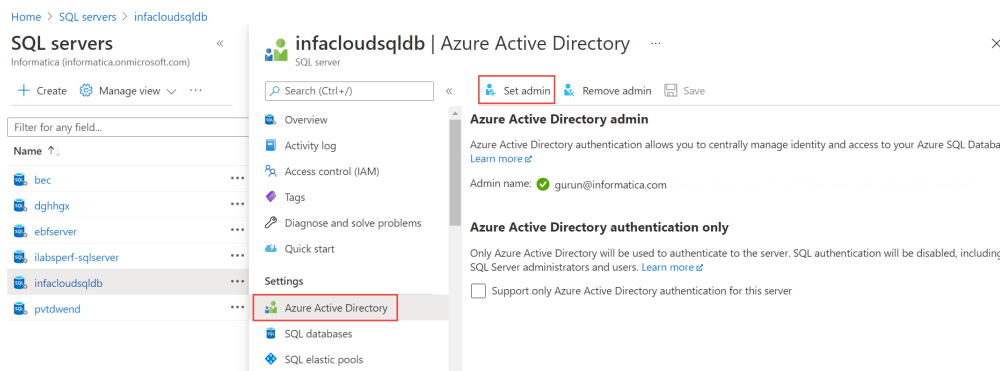 Home > SQL servers > infacloudsqldb
SQL servers «
Informatica (informatica.onmicrosoft.com)
+ Create Manage view ···
Filter for any field...
Name ↑↓
bec ···
dghhgx ···
ebfserver ···
ilabsperf-sqlserver ···
infacloudsqldb ···
pvtdwend ···
infacloudsqldb | Azure Active Directory ···
SQL server
Search (Ctrl+/) «
Overview
Activity log
Access control (IAM)
Tags
Diagnose and solve problems
Quick start
Settings
Azure Active Directory
SQL databases
SQL elastic pools
Set admin Remove admin Save
Azure Active Directory admin
Azure Active Directory authentication allows you to centrally manage identity and access to your Azure SQL Databa
Learn more
Admin name: gurun@informatica.com
Azure Active Directory authentication only
Only Azure Active Directory will be used to authenticate to the server. SQL authentication will be disabled, including
SQL Server administrators and users. Learn more
Support only Azure Active Directory authentication for this server